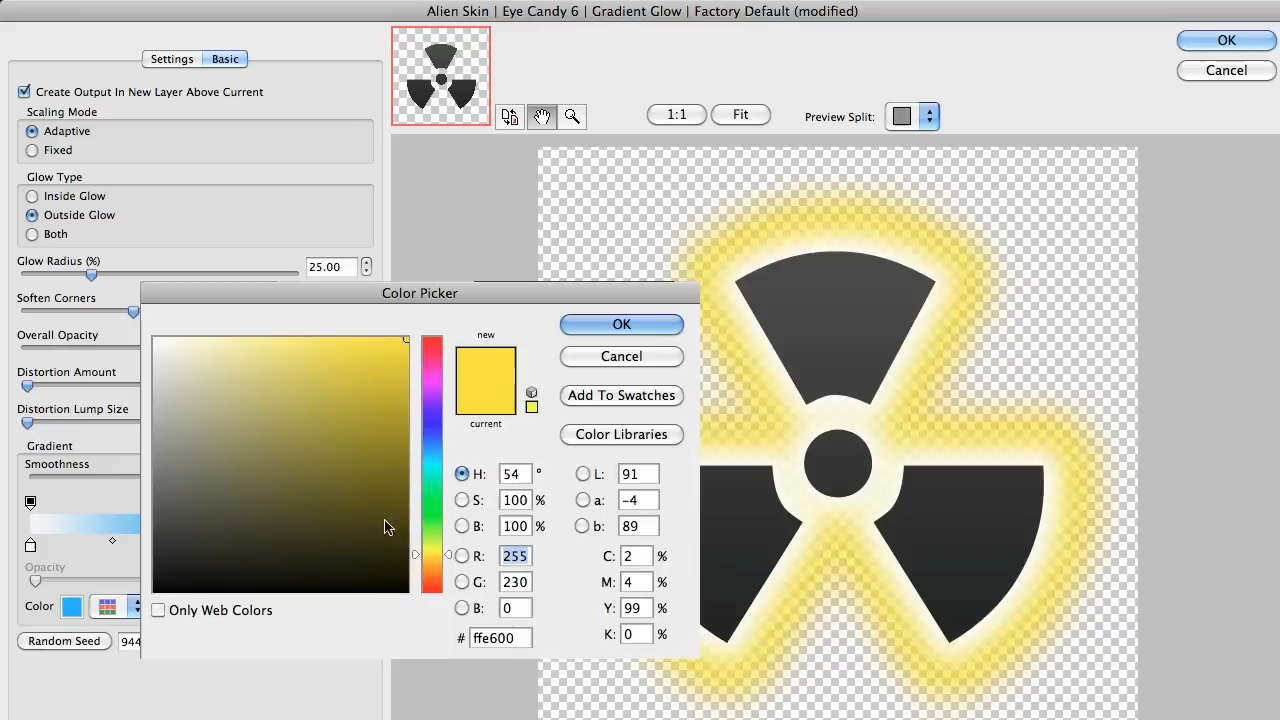 Alien Skin | Eye Candy 6 | Gradient Glow | Factory Default (modified)
Settings Basic
Create Output In New Layer Above Current
Scaling Mode
Adaptive
Fixed
Glow Type
Inside Glow
Outside Glow
Both
Glow Radius (%)
25.00
Soften Corners
Overall Opacity
Distortion Amount
Distortion Lump Size
Gradient
Smoothness
Opacity
Color
Random Seed 944
1:1 Fit Preview Split:
OK
Cancel
Color Picker
new
current
OK
Cancel
Add To Swatches
Color Libraries
H: 54 °
S: 100 %
B: 100 %
R: 255
G: 230
B: 0
# ffe600
L: 91
a: -4
b: 89
C: 2 %
M: 4 %
Y: 99 %
K: 0 %
Only Web Colors